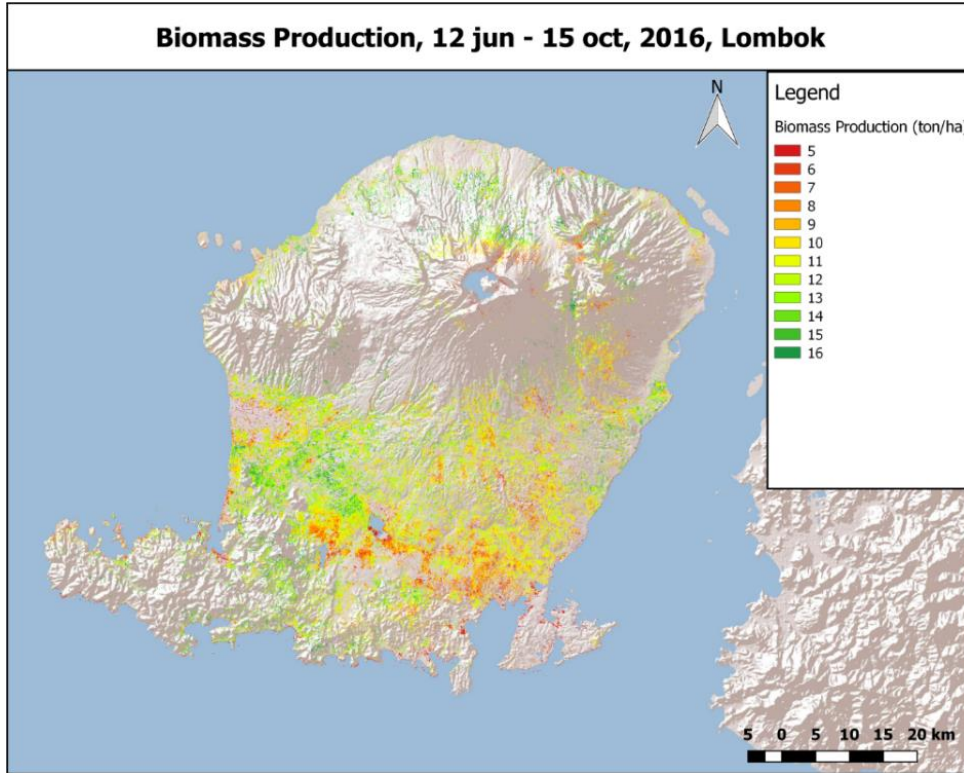 Biomass Production, 12 jun - 15 oct, 2016, Lombok
N
Legend
Biomass Production (ton/ha)
5
6
7
8
9
10
11
12
13
14
15
16
5 0 5 10 15 20 km